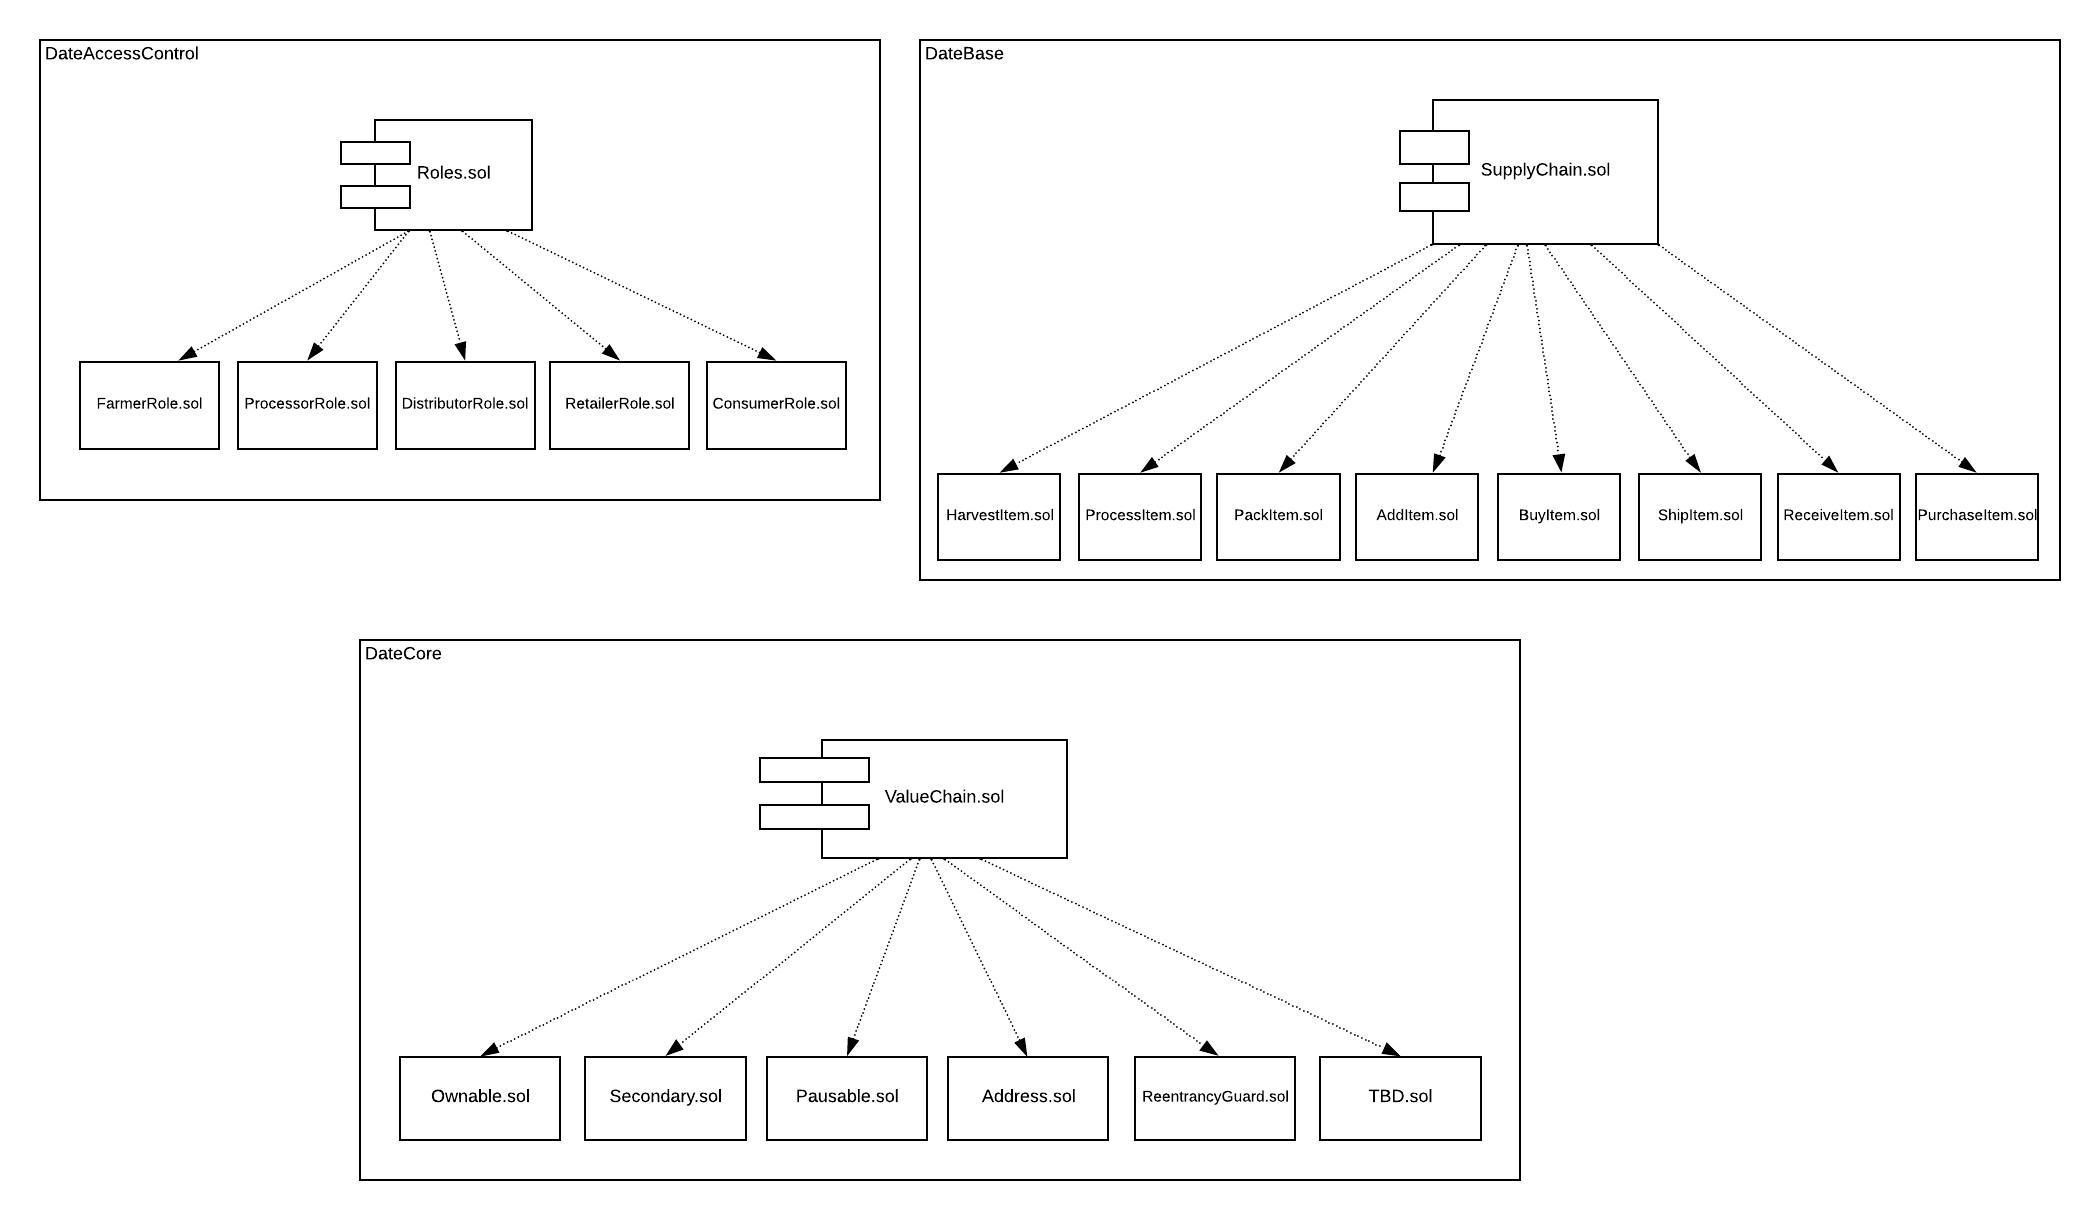 DateAccessControl
Roles.sol
FarmerRole.sol
ProcessorRole.sol
DistributorRole.sol
RetailerRole.sol
ConsumerRole.sol
DateBase
SupplyChain.sol
HarvestItem.sol
ProcessItem.sol
PackItem.sol
AddItem.sol
BuyItem.sol
ShipItem.sol
ReceiveItem.sol
PurchaseItem.sol
DateCore
ValueChain.sol
Ownable.sol
Secondary.sol
Pausable.sol
Address.sol
ReentrancyGuard.sol
TBD.sol